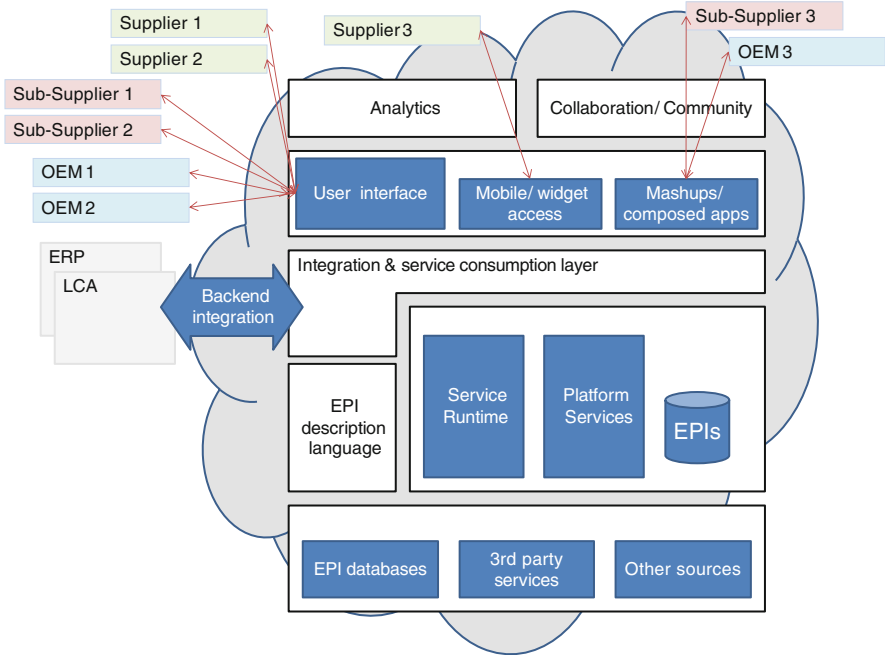 Supplier 1
Supplier 2
Supplier 3
Sub-Supplier 3
OEM 3
Sub-Supplier 1
Sub-Supplier 2
OEM 1
OEM 2
Analytics
Collaboration/ Community
User interface
Mobile/ widget
access
Mashups/
composed apps
ERP
LCA
Backend
integration
Integration & service consumption layer
EPI
description
language
Service
Runtime
Platform
Services
EPIs
EPI databases
3rd party
services
Other sources